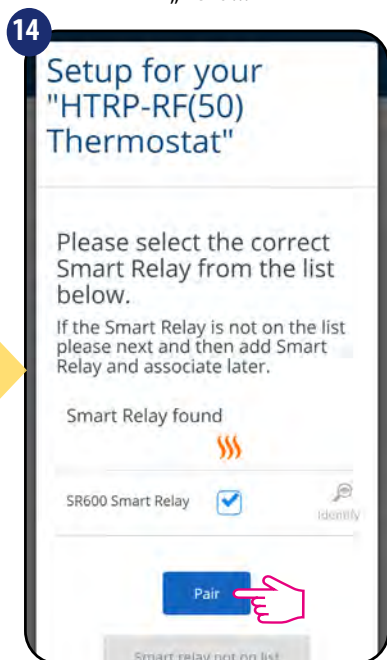 14
Setup for your
"HTRP-RF(50)
Thermostat"
Please select the correct
Smart Relay from the list
below.
If the Smart Relay is not on the list
please next and then add Smart
Relay and associate later.
Smart Relay found
SR600 Smart Relay
Identify
Pair
Smart relay not on list